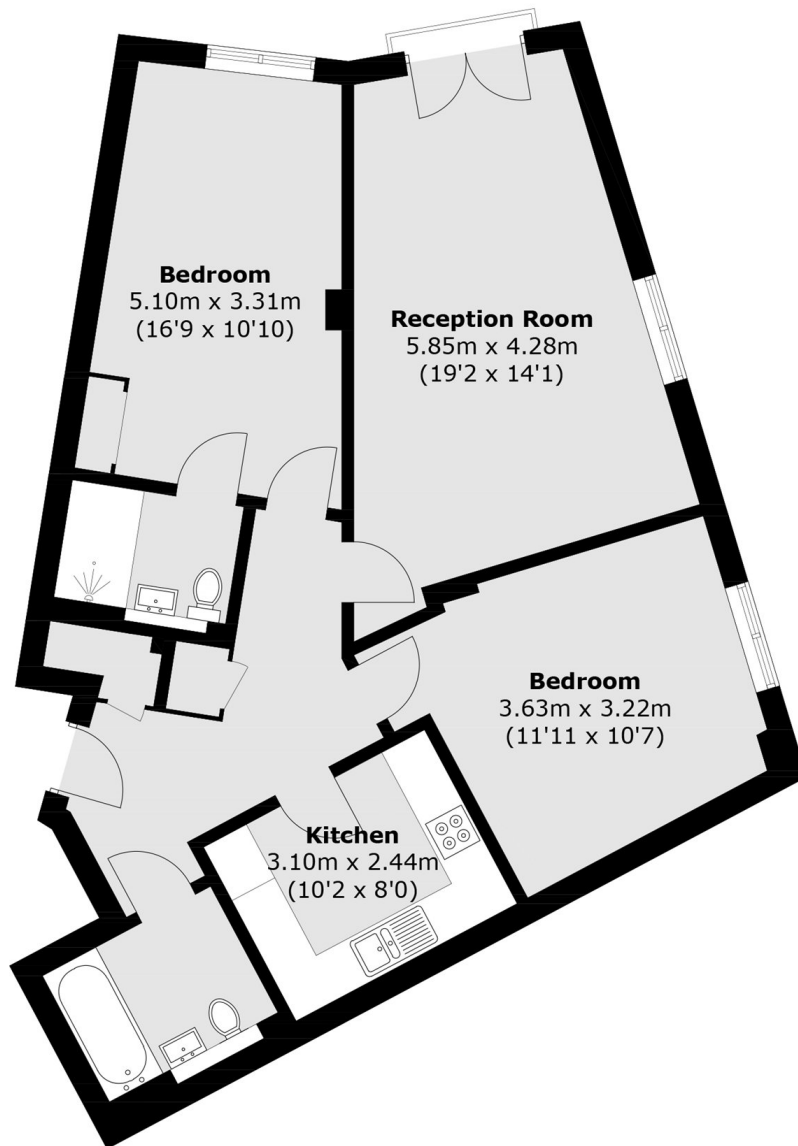 Bedroom
5.10m x 3.31m
(16'9 x 10'10)
Reception Room
5.85m x 4.28m
(19'2 x 14'1)
Bedroom
3.63m x 3.22m
(11'11 x 10'7)
Kitchen
3.10m x 2.44m
(10'2 x 8'0)